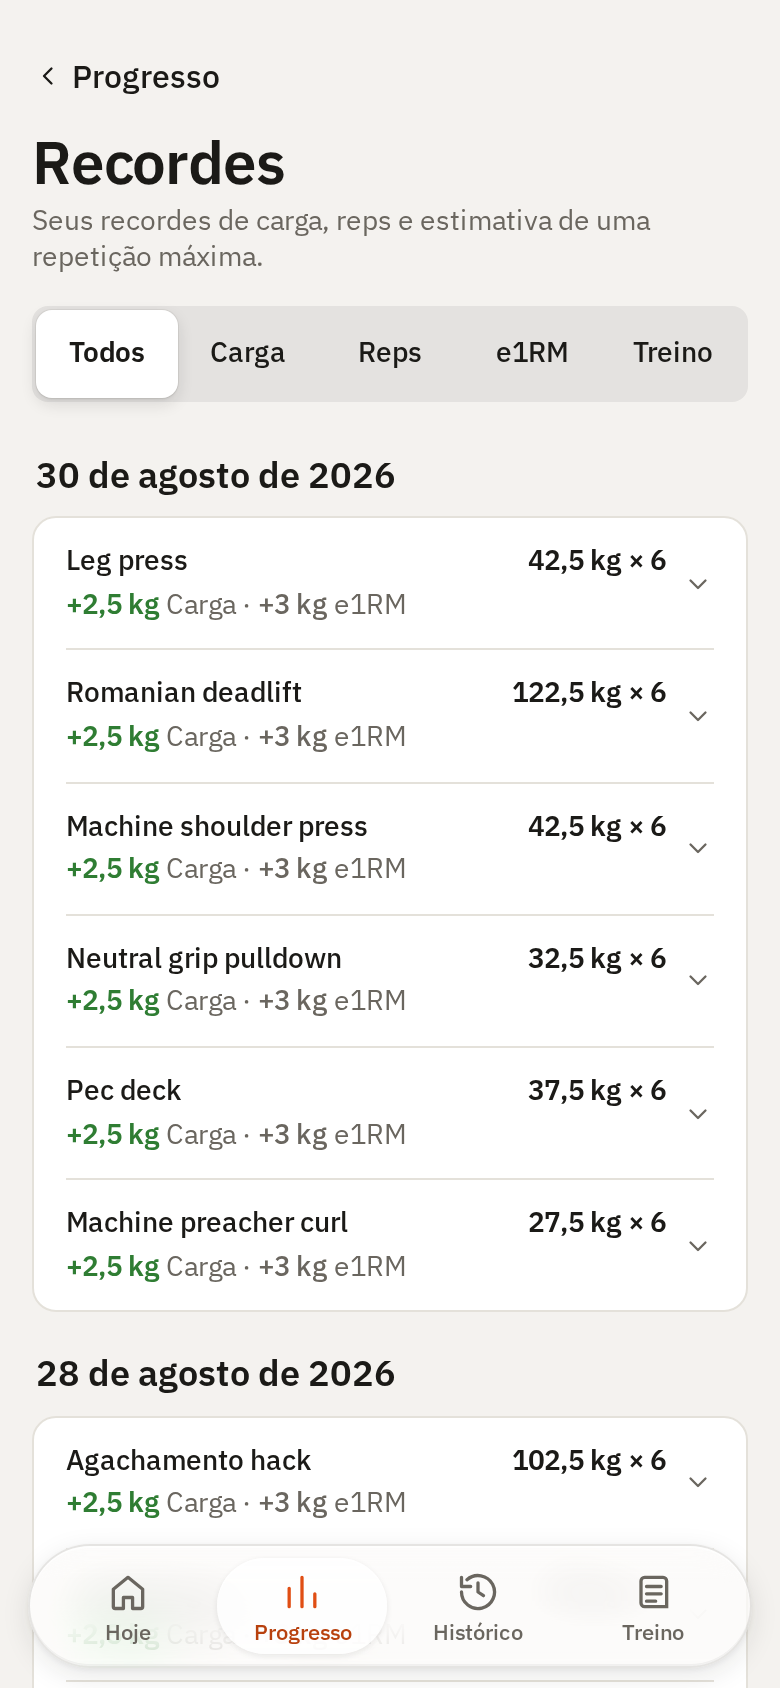 Progresso
Recordes
Seus recordes de carga, reps e estimativa de uma
repetição máxima.
Todos Carga Reps e1RM Treino
30 de agosto de 2026
Leg press 42,5 kg × 6
+2,5 kg Carga · +3 kg e1RM
Romanian deadlift 122,5 kg × 6
+2,5 kg Carga · +3 kg e1RM
Machine shoulder press 42,5 kg × 6
+2,5 kg Carga · +3 kg e1RM
Neutral grip pulldown 32,5 kg × 6
+2,5 kg Carga · +3 kg e1RM
Pec deck 37,5 kg × 6
+2,5 kg Carga · +3 kg e1RM
Machine preacher curl 27,5 kg × 6
+2,5 kg Carga · +3 kg e1RM
28 de agosto de 2026
Agachamento hack 102,5 kg × 6
+2,5 kg Carga · +3 kg e1RM
Hoje Progresso Histórico Treino